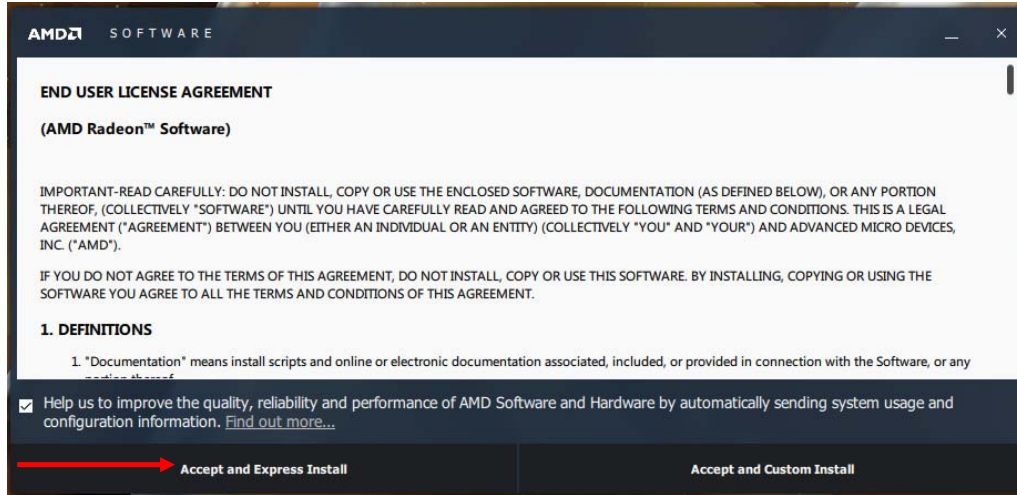 AMD SOFTWARE
END USER LICENSE AGREEMENT
(AMD Radeon™ Software)
IMPORTANT-READ CAREFULLY: DO NOT INSTALL, COPY OR USE THE ENCLOSED SOFTWARE, DOCUMENTATION (AS DEFINED BELOW), OR ANY PORTION
THEREOF, (COLLECTIVELY "SOFTWARE") UNTIL YOU HAVE CAREFULLY READ AND AGREED TO THE FOLLOWING TERMS AND CONDITIONS. THIS IS A LEGAL
AGREEMENT ("AGREEMENT") BETWEEN YOU (EITHER AN INDIVIDUAL OR AN ENTITY) (COLLECTIVELY "YOU" AND "YOUR") AND ADVANCED MICRO DEVICES,
INC. ("AMD").
IF YOU DO NOT AGREE TO THE TERMS OF THIS AGREEMENT, DO NOT INSTALL, COPY OR USE THIS SOFTWARE. BY INSTALLING, COPYING OR USING THE
SOFTWARE YOU AGREE TO ALL THE TERMS AND CONDITIONS OF THIS AGREEMENT.
1. DEFINITIONS
1. "Documentation" means install scripts and online or electronic documentation associated, included, or provided in connection with the Software, or any
Help us to improve the quality, reliability and performance of AMD Software and Hardware by automatically sending system usage and
configuration information. Find out more...
Accept and Express Install
Accept and Custom Install